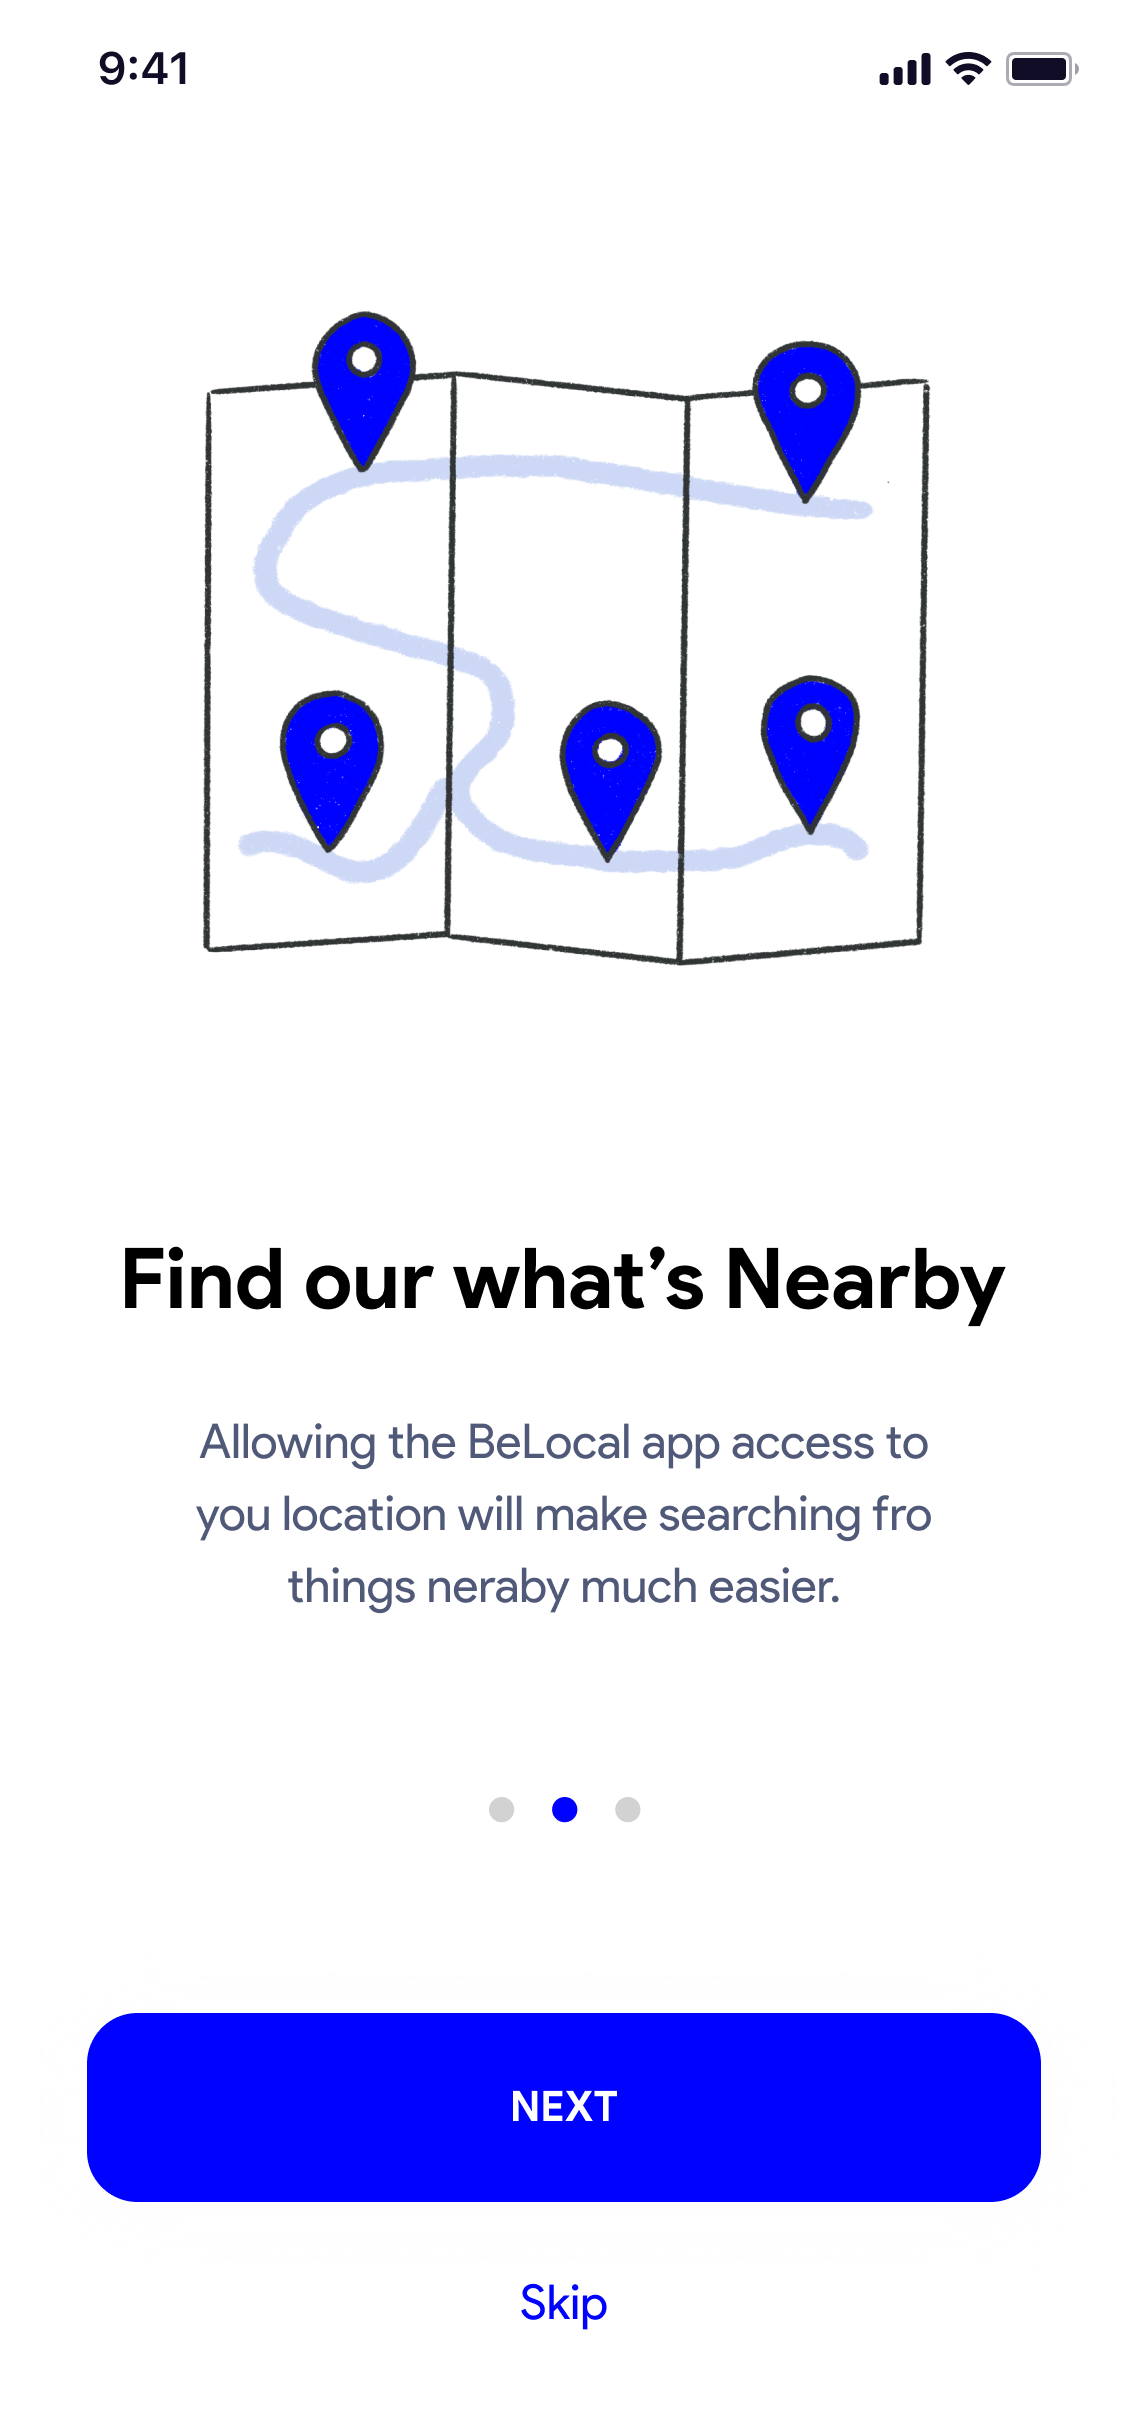 9:41
Find our what’s Nearby
Allowing the BeLocal app access to
you location will make searching fro
things neraby much easier.
NEXT
Skip